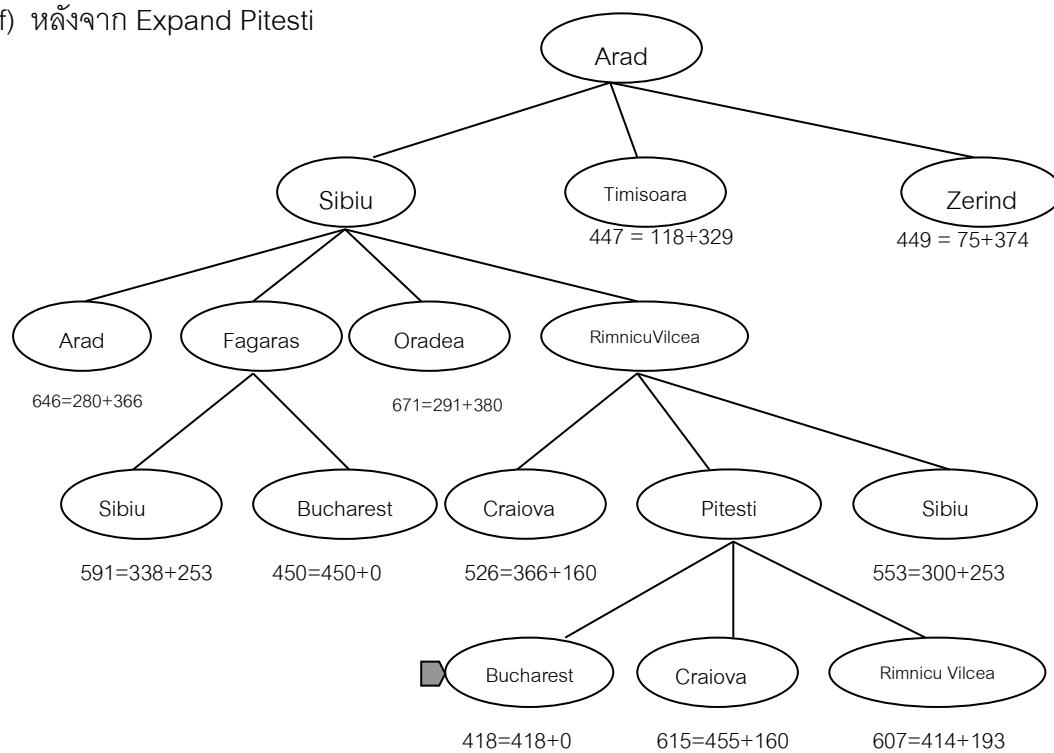 f) หลังจาก Expand Pitesti
Arad
Sibiu
Timisoara
Zerind
447 = 118+329
449 = 75+374
Arad
Fagaras
Oradea
RimnicuVilcea
646=280+366
671=291+380
Sibiu
Bucharest
Craiova
Pitesti
Sibiu
591=338+253
450=450+0
526=366+160
553=300+253
Bucharest
Craiova
Rimnicu Vilcea
418=418+0
615=455+160
607=414+193